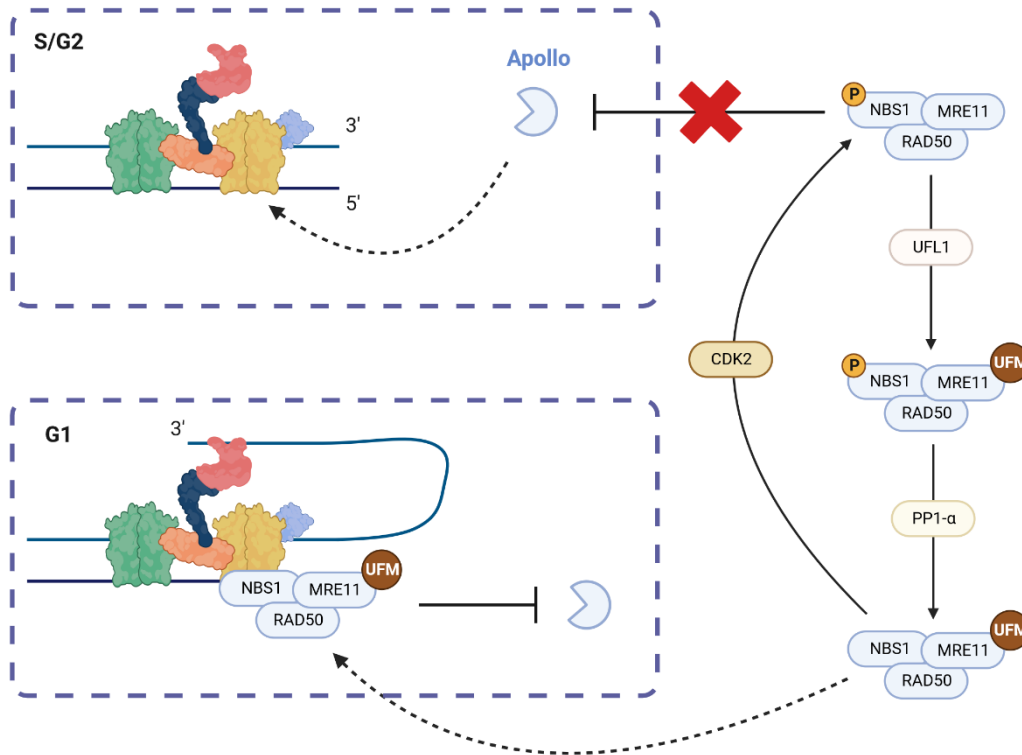 S/G2
Apollo
3'
5'
P
NBS1
MRE11
RAD50
UFL1
CDK2
P
NBS1
MRE11
UFM
RAD50
PP1-α
NBS1
MRE11
UFM
RAD50
G1
3'
NBS1
MRE11
UFM
RAD50